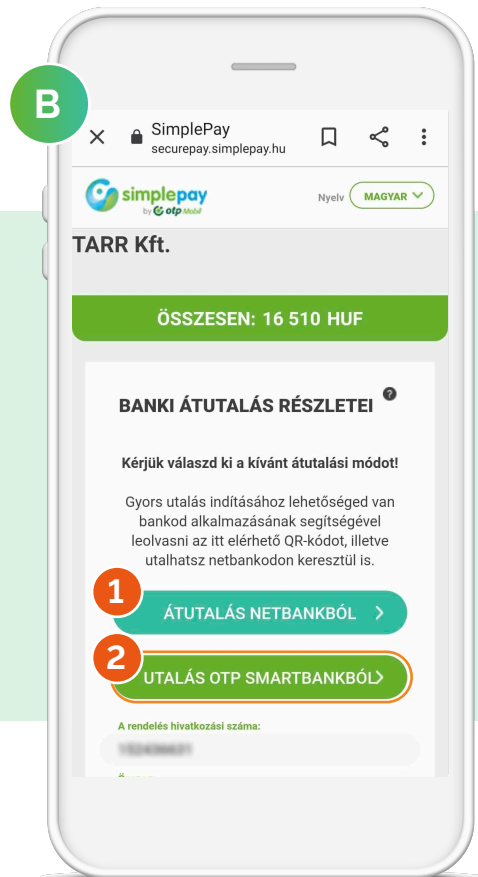 B
SimplePay
securepay.simplepay.hu
simplepay
by otp Mobil
Nyelv
MAGYAR
TARR Kft.
ÖSSZESEN: 16 510 HUF
BANKI ÁTUTALÁS RÉSZLETEI
?
Kérjük válaszd ki a kívánt átutalási módot!
Gyors utalás indításához lehetőséged van
bankod alkalmazásának segítségével
leolvasni az itt elérhető QR-kódot, illetve
utalhatsz netbankodon keresztül is.
1
ÁTUTALÁS NETBANKBÓL
2
UTALÁS OTP SMARTBANKBÓL
A rendelés hivatkozási száma: